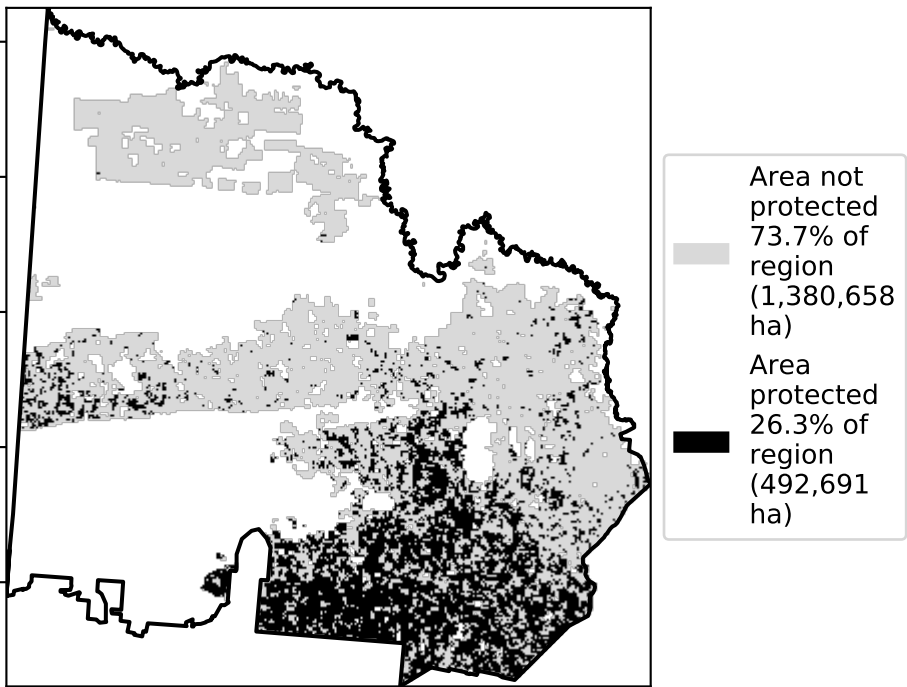 Area not
protected
73.7% of
region
(1,380,658
ha)
Area
protected
26.3% of
region
(492,691
ha)